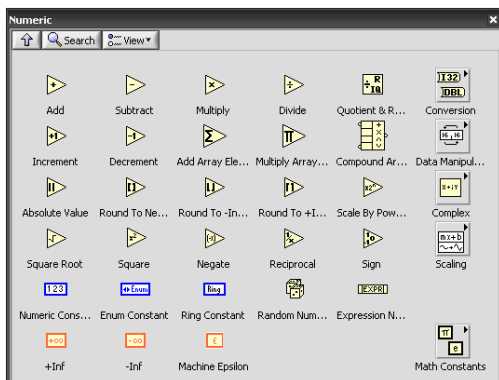 Numeric
Search View
Add Subtract Multiply Divide Quotient & R... Conversion
Increment Decrement Add Array Ele... Multiply Array... Compound Ar... Data Manipul...
Absolute Value Round To Ne... Round To -In... Round To +I... Scale By Pow... Complex
Square Root Square Negate Reciprocal Sign Scaling
123 Enum Ring EXPR
Numeric Cons... Enum Constant Ring Constant Random Num... Expression N...
+∞ -∞ ε π e
+Inf -Inf Machine Epsilon Math Constants